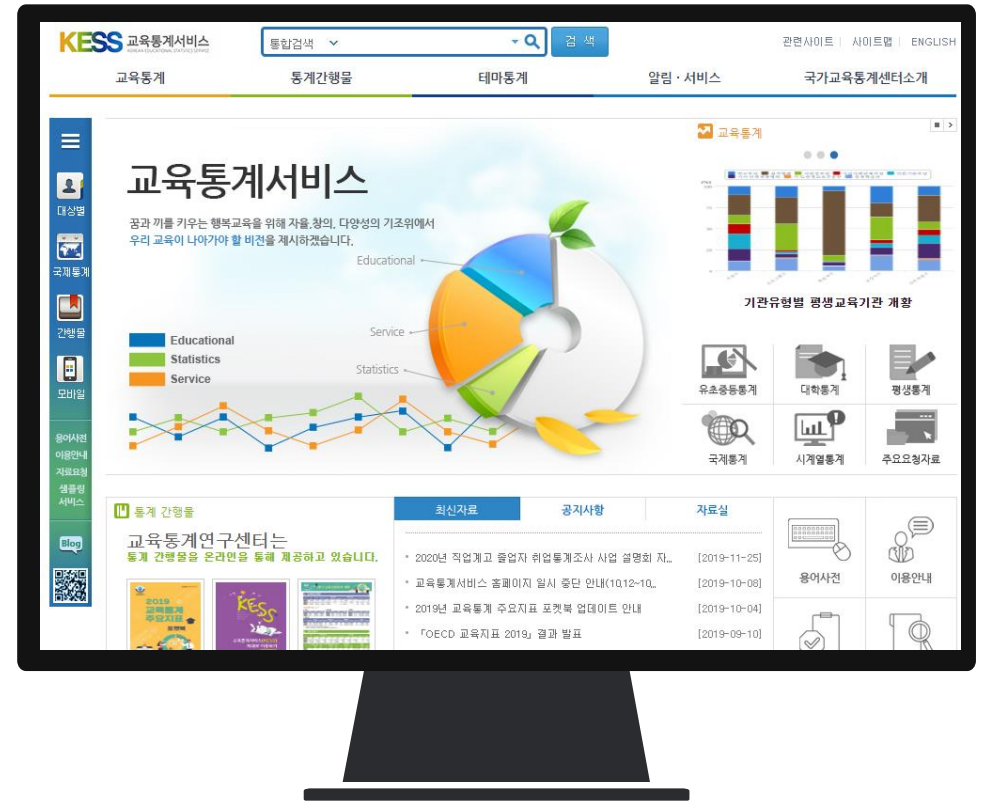 KESS 교육통계서비스
통합검색
검 색
관련사이트
사이트맵
ENGLISH
교육통계
통계간행물
테마통계
알림 · 서비스
국가교육통계센터소개
대상별
국제통계
간행물
모바일
용어사전
이용안내
자료요청
샘플링
서비스
Blog
교육통계서비스
꿈과 끼를 키우는 행복교육을 위해 자율,창의, 다양성의 기조위에서
우리 교육이 나아가야 할 비전을 제시하겠습니다.
Educational
Service
Statistics
Educational
Statistics
Service
교육통계
기관유형별 평생교육기관 개황
유초중등통계
대학통계
평생통계
국제통계
시계열통계
주요요청자료
통계 간행물
교육통계연구센터는
통계 간행물을 온라인을 통해 제공하고 있습니다.
2019
교육통계
주요지표
포켓북
KESS
최신자료
공지사항
자료실
2020년 직업계고 졸업자 취업통계조사 사업 설명회 자,,, [2019-11-25]
교육통계서비스 홈페이지 일시 중단 안내(10,12~10,,, [2019-10-08]
2019년 교육통계 주요지표 포켓북 업데이트 안내 [2019-10-04]
「OECD 교육지표 2019」 결과 발표 [2019-09-10]
용어사전
이용안내